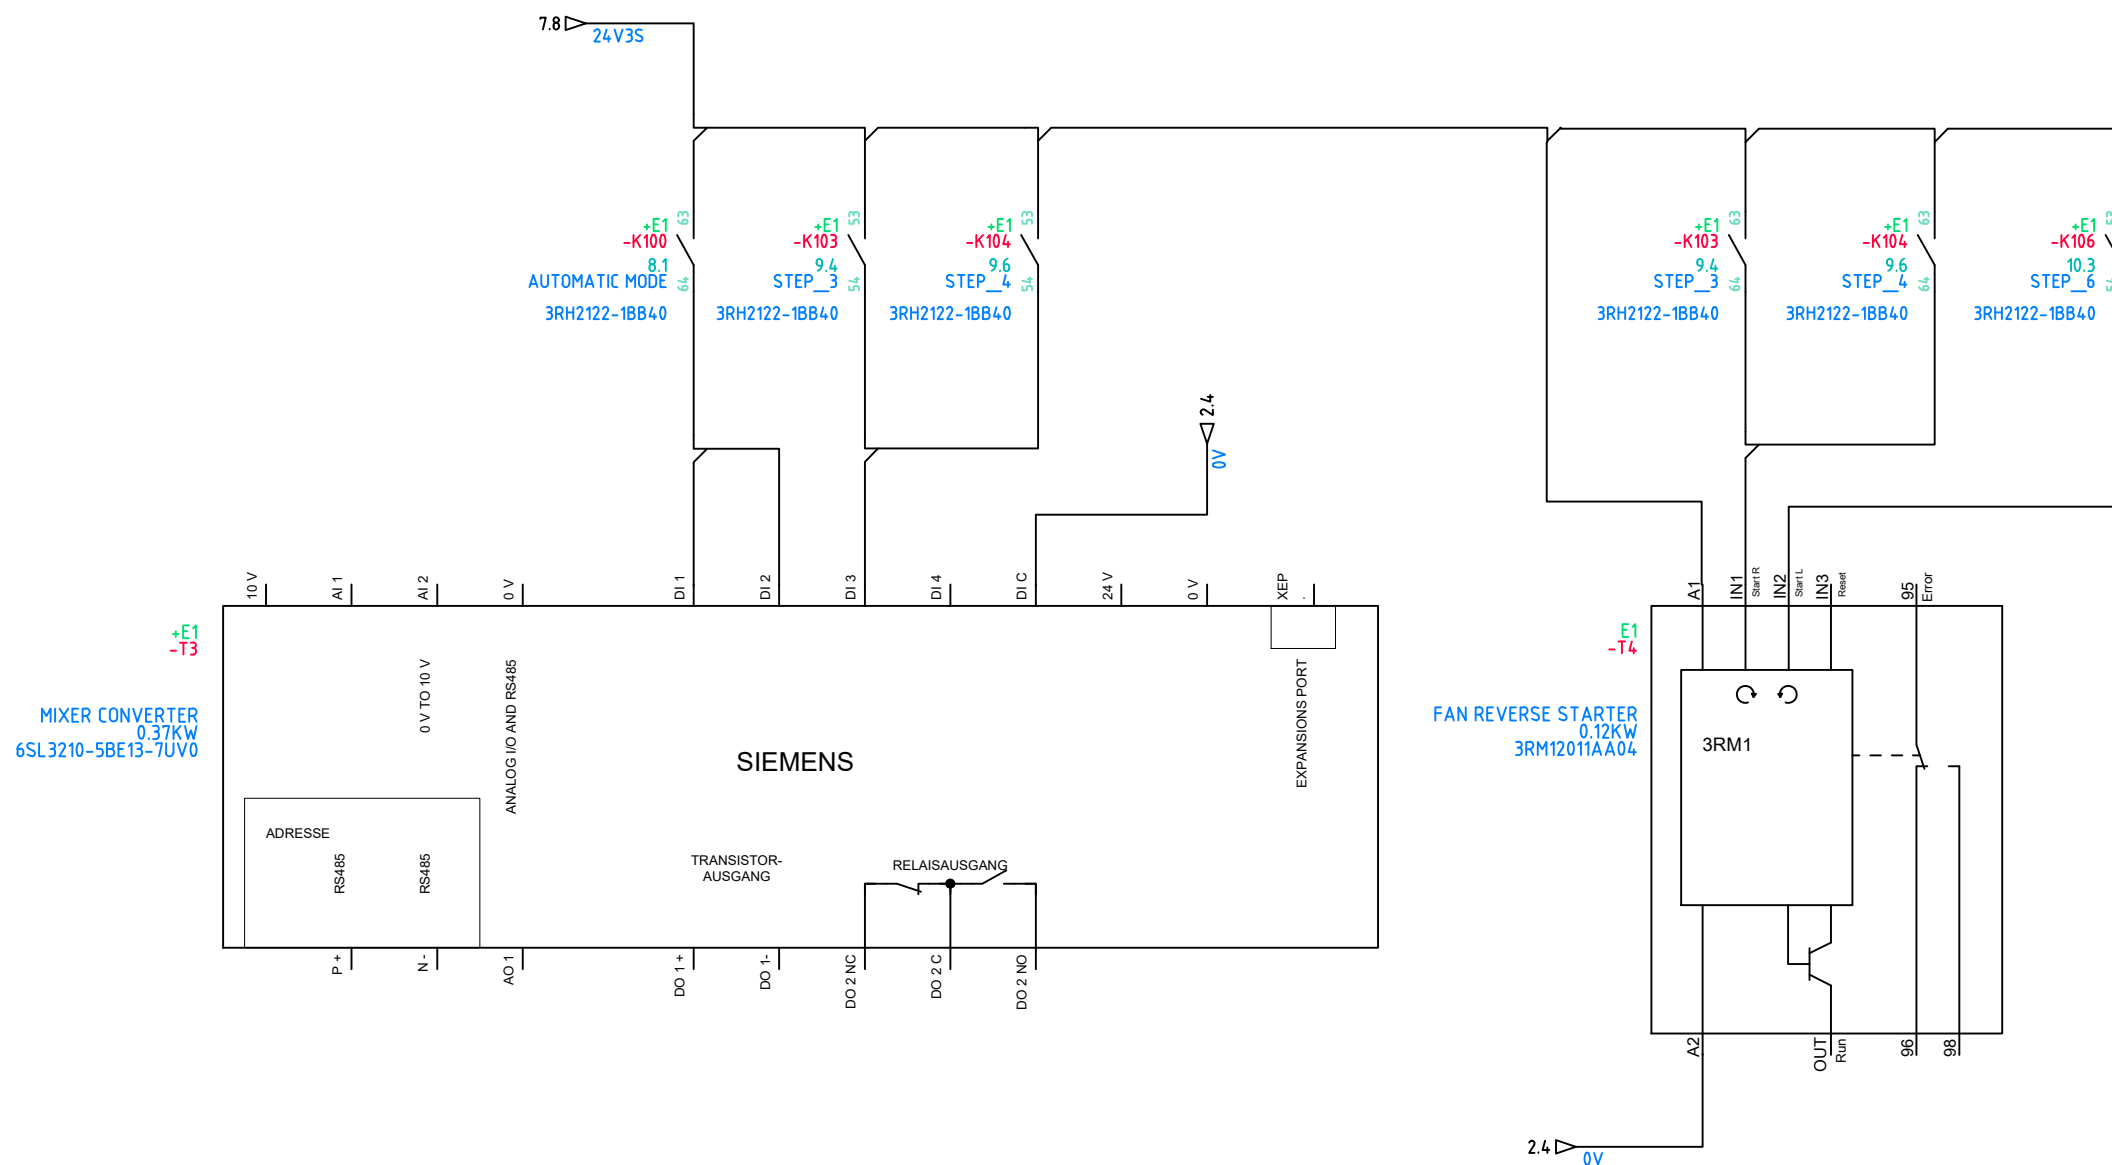 7.8
24V3S
+E1
-K100
8.1
AUTOMATIC MODE
3RH2122-1BB40
63
64
+E1
-K103
9.4
STEP_3
3RH2122-1BB40
53
54
+E1
-K104
9.6
STEP_4
3RH2122-1BB40
53
54
+E1
-K103
9.4
STEP_3
3RH2122-1BB40
63
64
+E1
-K104
9.6
STEP_4
3RH2122-1BB40
63
64
+E1
-K106
10.3
STEP_6
3RH2122-1BB40
53
54
2.4
0V
10 V
AI 1
AI 2
0 V
DI 1
DI 2
DI 3
DI 4
DI C
24 V
0 V
XEP
.
+E1
-T3
MIXER CONVERTER
0.37KW
6SL3210-5BE13-7UV0
0 V TO 10 V
ANALOG I/O AND RS485
SIEMENS
EXPANSIONS PORT
ADRESSE
RS485
RS485
TRANSISTOR-
AUSGANG
RELAISAUSGANG
P +
N -
AO 1
DO 1 +
DO 1-
DO 2 NC
DO 2 C
DO 2 NO
A1
IN1
Start R
IN2
Start L
IN3
Reset
95
Error
E1
-T4
FAN REVERSE STARTER
0.12KW
3RM12011AA04
3RM1
A2
OUT
Run
96
98
2.4
0V